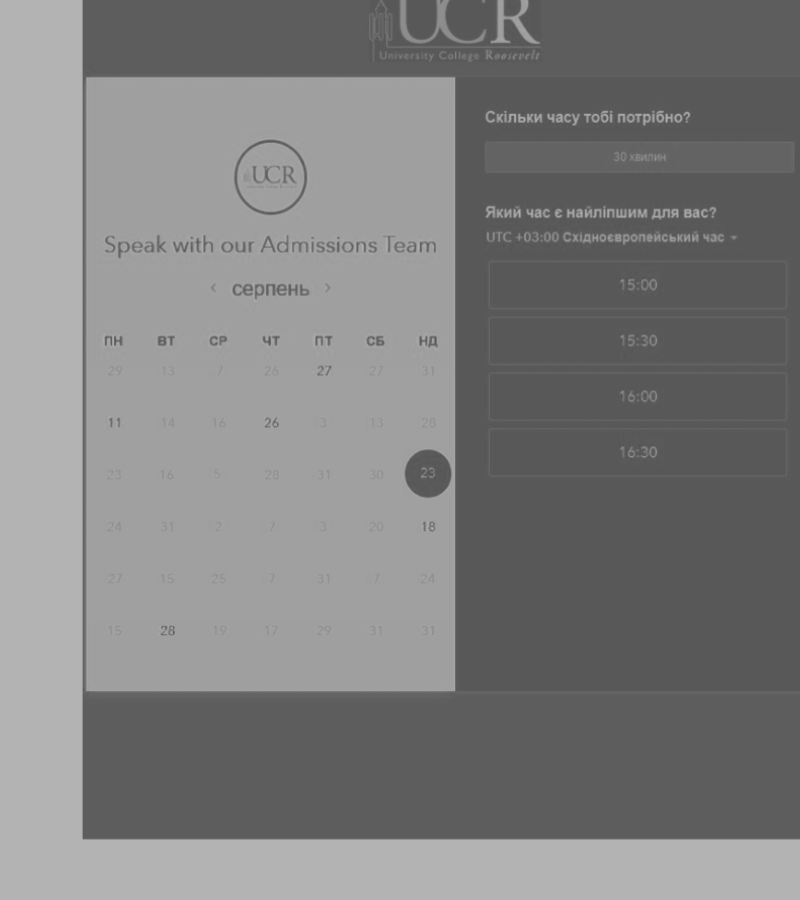 UCR
University College Roosevelt
UCR
Speak with our Admissions Team
‹ серпень ›
ПН ВТ СР ЧТ ПТ СБ НД
29 13 7 26 27 27 31
11 14 16 26 3 13 28
23 16 5 28 31 30 23
24 31 2 7 3 20 18
27 15 25 7 31 7 24
15 28 19 17 29 31 31
Скільки часу тобі потрібно?
30 хвилин
Який час є найліпшим для вас?
UTC +03:00 Східноєвропейський час
15:00
15:30
16:00
16:30